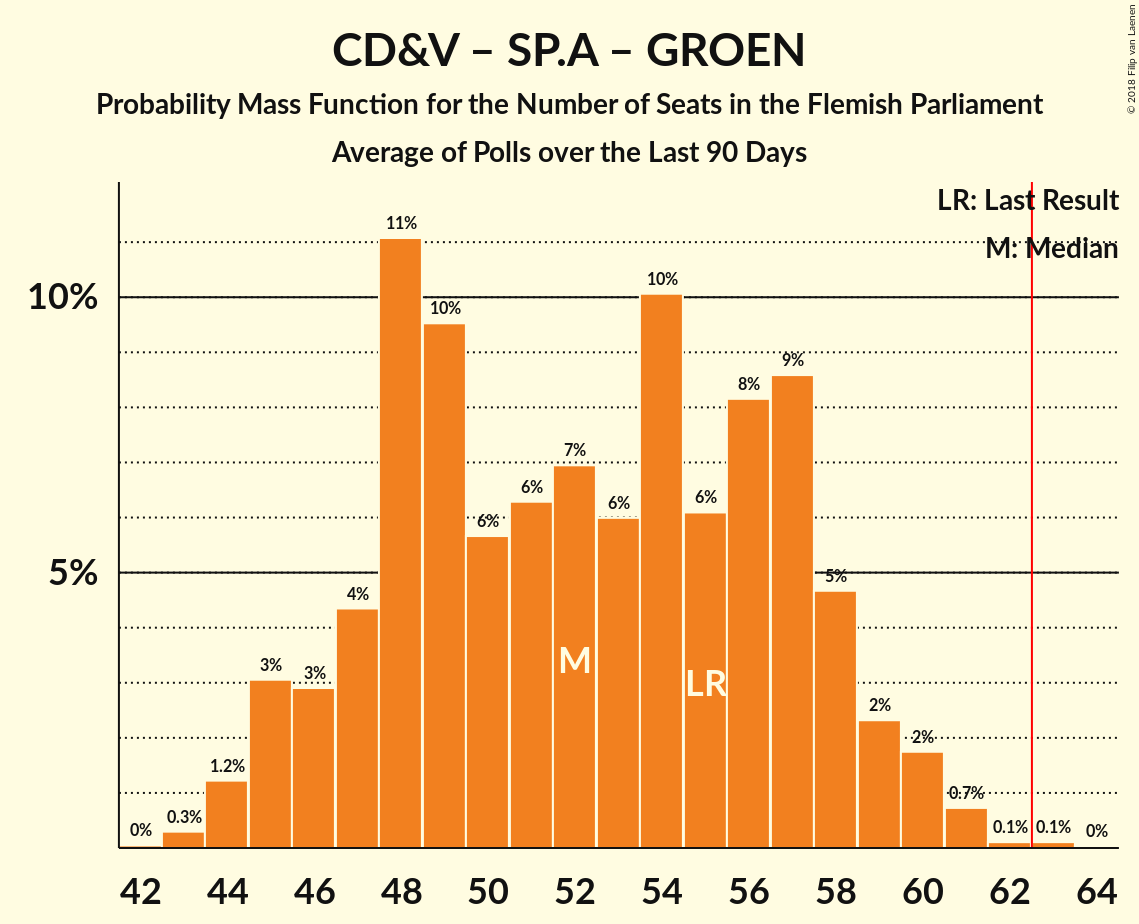 CD&V – SP.A – GROEN
Probability Mass Function for the Number of Seats in the Flemish Parliament
Average of Polls over the Last 90 Days
© 2018 Filip van Laenen
LR: Last Result
M: Median
10%
5%
0%
0.3%
1.2%
3%
3%
4%
11%
10%
6%
6%
7%
6%
10%
6%
8%
9%
5%
2%
2%
0.7%
0.1%
0.1%
0%
M
LR
42 44 46 48 50 52 54 56 58 60 62 64